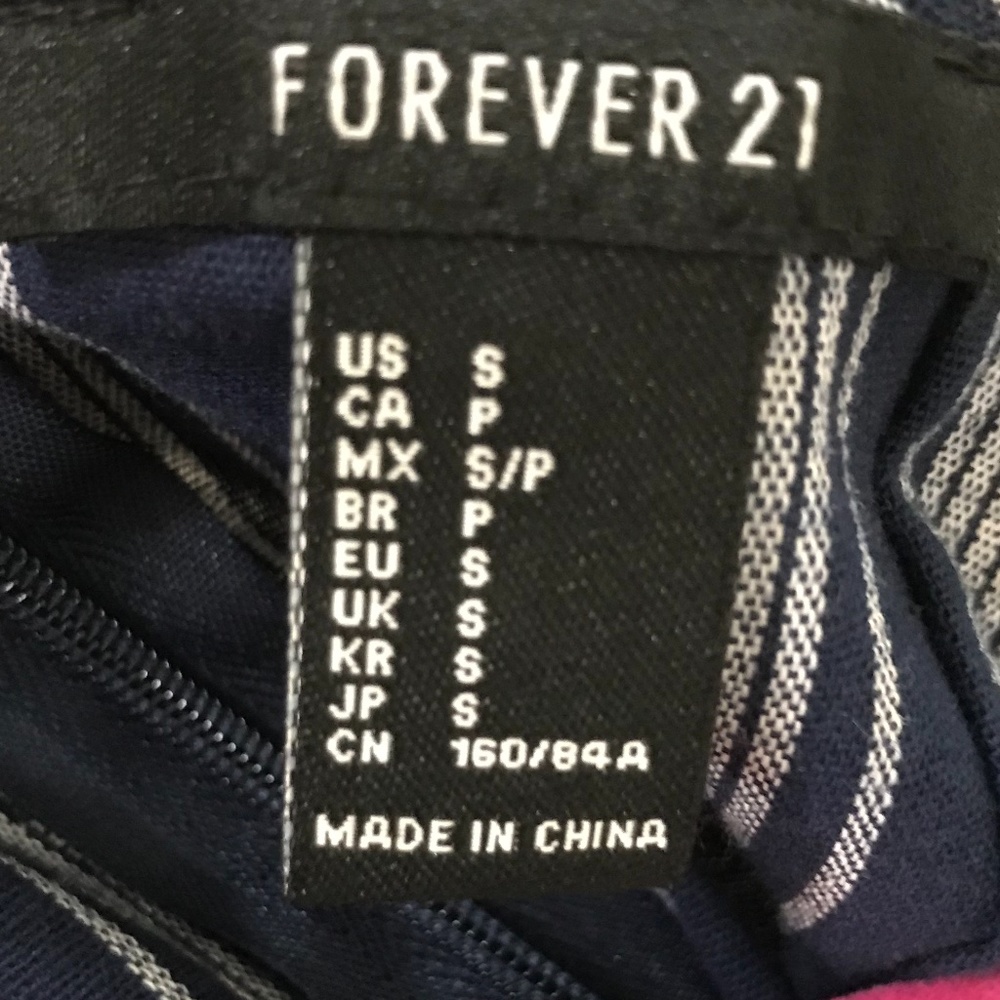 FOREVER 21
US S
CA P
MX S/P
BR P
EU S
UK S
KR S
JP S
CN 160/84A
MADE IN CHINA